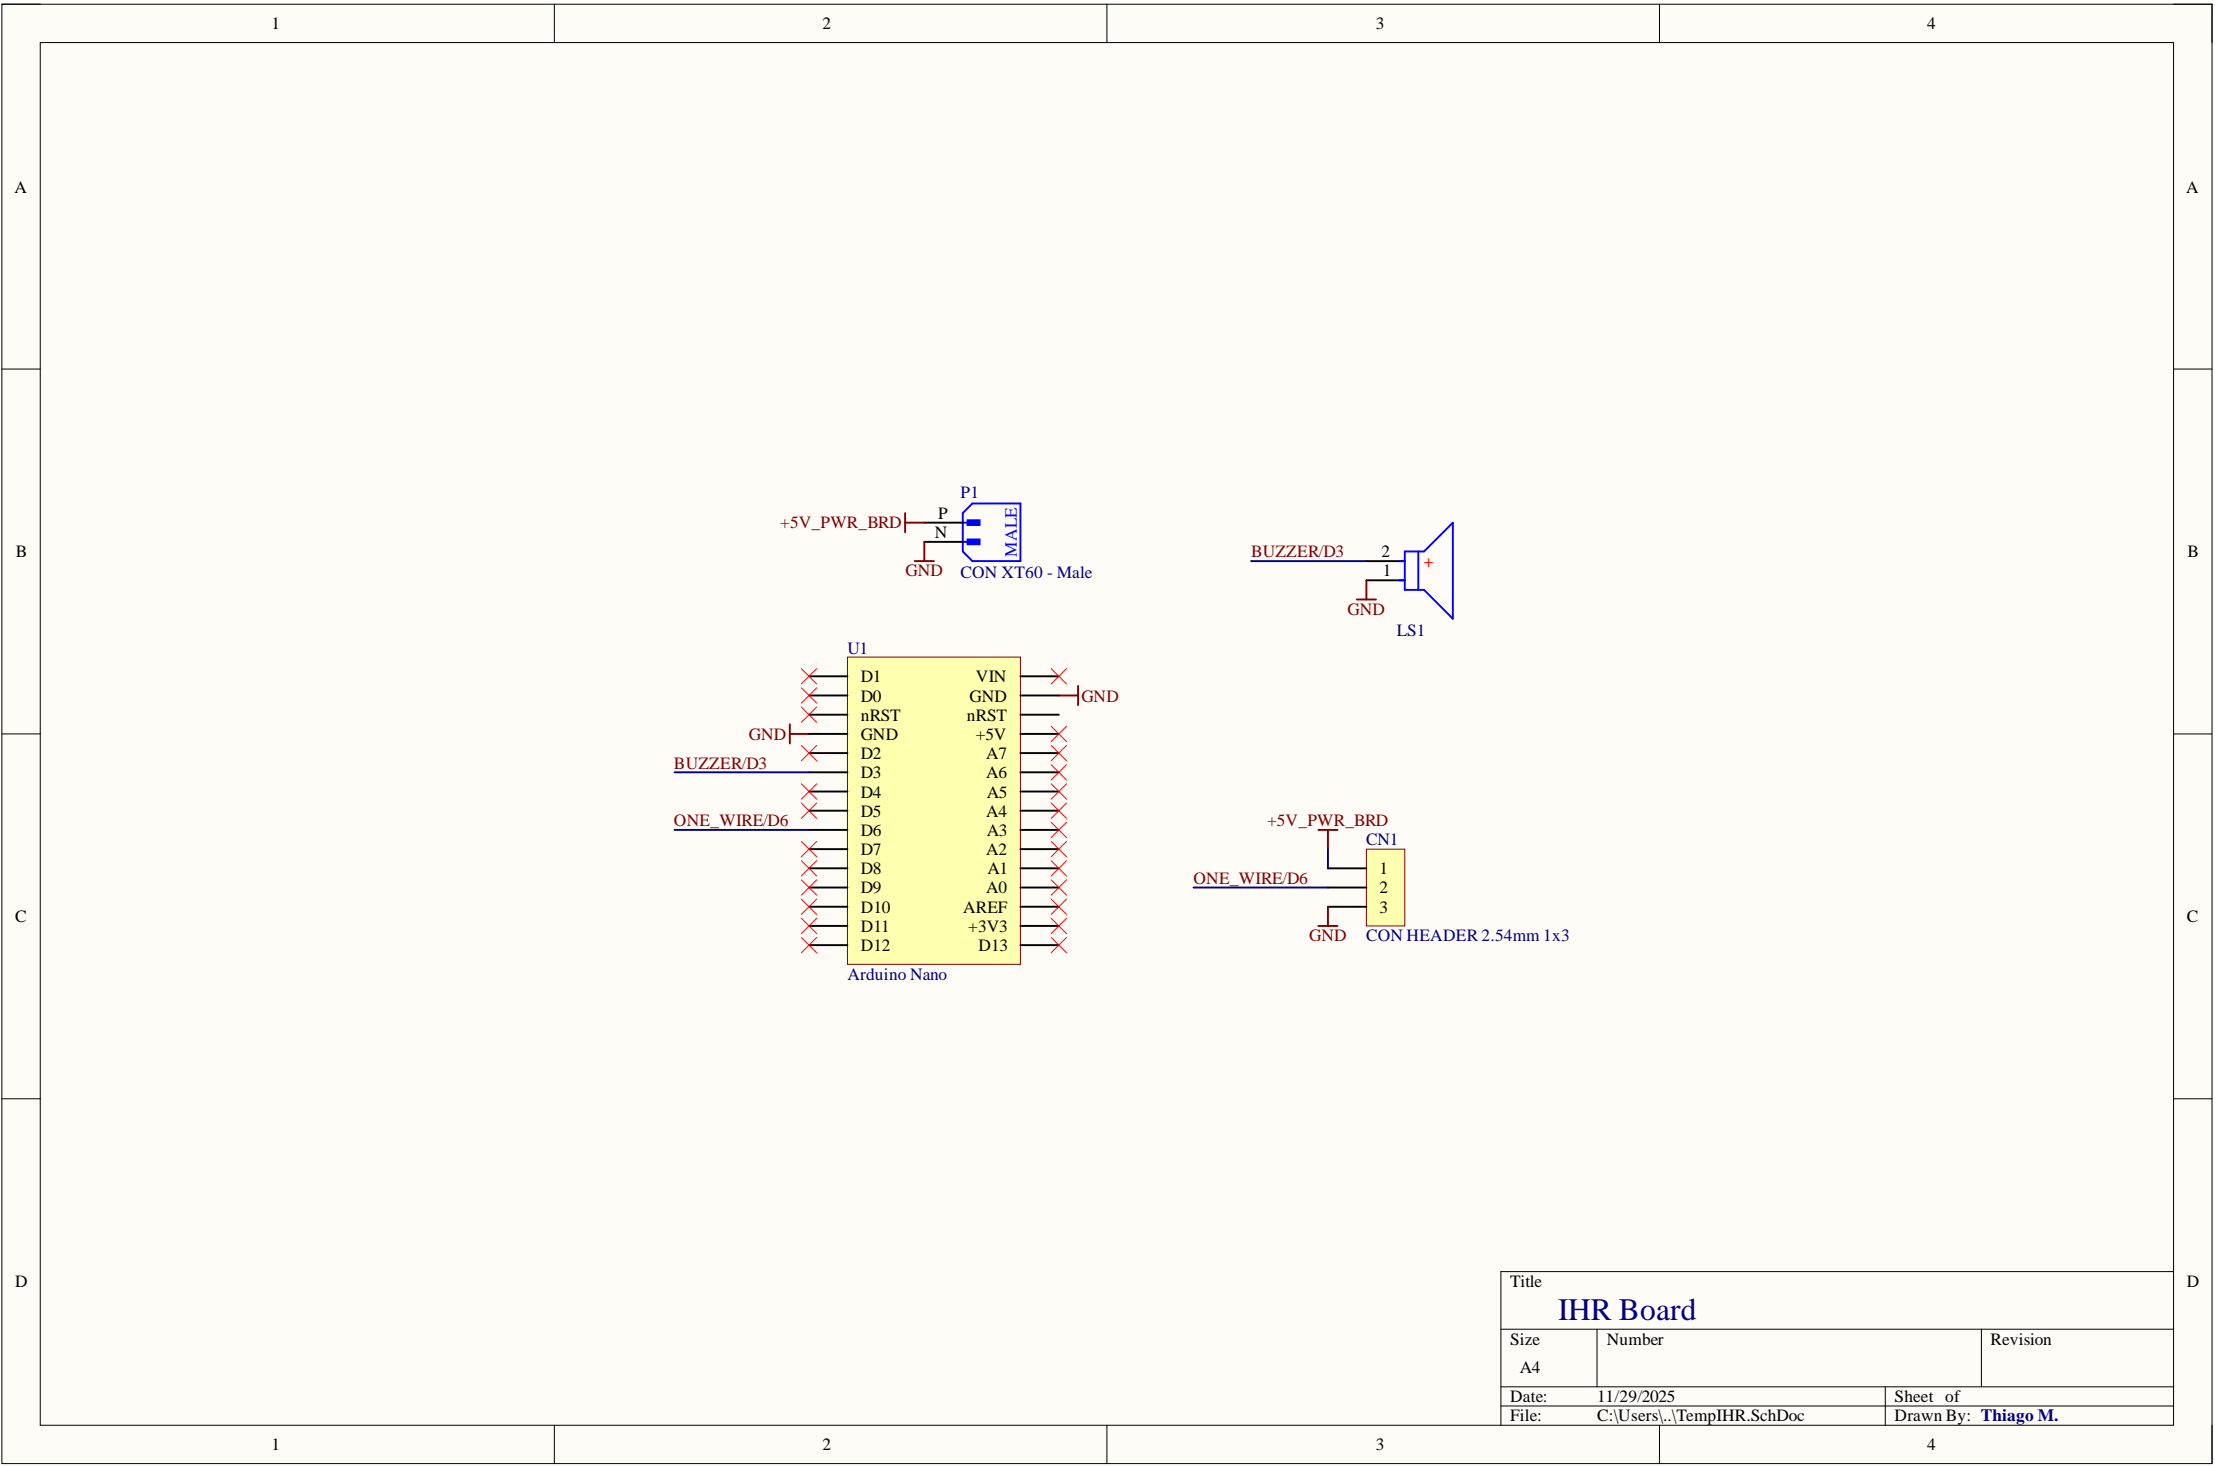 1 2 3 4
A A
P1
+5V_PWR_BRD P
N
MALE
GND CON XT60 - Male
B B
BUZZER/D3 2
1
+
GND
LS1
U1
D1 VIN
D0 GND GND
nRST nRST
GND GND +5V
D2 A7
BUZZER/D3 D3 A6
D4 A5
D5 A4
ONE_WIRE/D6 D6 A3
D7 A2
D8 A1
D9 A0
D10 AREF
D11 +3V3
D12 D13
Arduino Nano
+5V_PWR_BRD
CN1
1
ONE_WIRE/D6 2
3
GND CON HEADER 2.54mm 1x3
C C
D D
Title
IHR Board
Size Number Revision
A4
Date: 11/29/2025 Sheet of
File: C:\Users\..\TempIHR.SchDoc Drawn By: Thiago M.
1 2 3 4